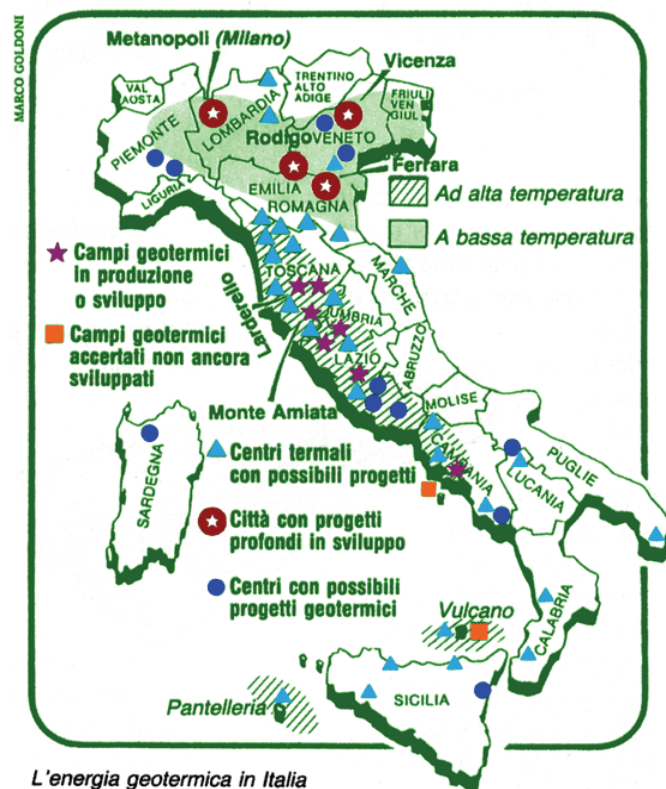 MARCO GOLDONI
Metanopoli (Milano)
Vicenza
VAL
AOSTA
TRENTINO
ALTO
ADIGE
FRIULI
VEN
GIUL
PIEMONTE
LOMBARDIA
Rodigo
VENETO
Ferrara
LIGURIA
EMILIA
ROMAGNA
Ad alta temperatura
A bassa temperatura
Campi geotermici
in produzione
o sviluppo
TOSCANA
MARCHE
Larderello
UMBRIA
Campi geotermici
accertati non ancora
sviluppati
LAZIO
ABRUZZO
Monte Amiata
MOLISE
SARDEGNA
Centri termali
con possibili progetti
CAMPANIA
PUGLIE
LUCANIA
Città con progetti
profondi in sviluppo
Centri con possibili
progetti geotermici
Vulcano
CALABRIA
Pantelleria
SICILIA
L'energia geotermica in Italia